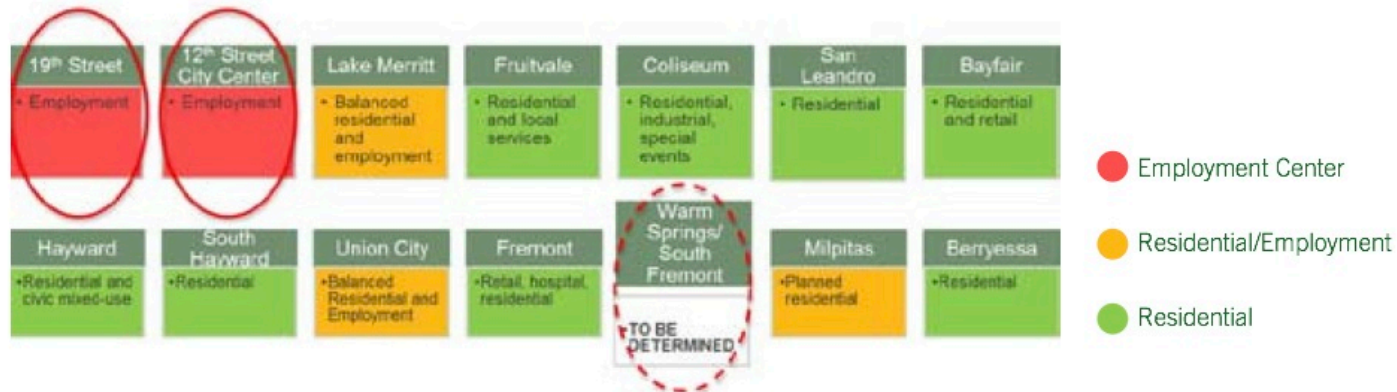 19th Street
• Employment
12th Street
City Center
• Employment
Lake Merritt
• Balanced
residential
and
employment
Fruitvale
• Residential
and local
services
Coliseum
• Residential,
industrial,
special
events
San
Leandro
• Residential
Bayfair
• Residential
and retail
Hayward
•Residential and
civic mixed-use
South
Hayward
•Residential
Union City
•Balanced
Residential and
Employment
Fremont
•Retail, hospital,
residential
Warm
Springs/
South
Fremont
•TO BE
DETERMINED
Milpitas
•Planned
residential
Berryessa
•Residential
Employment Center
Residential/Employment
Residential